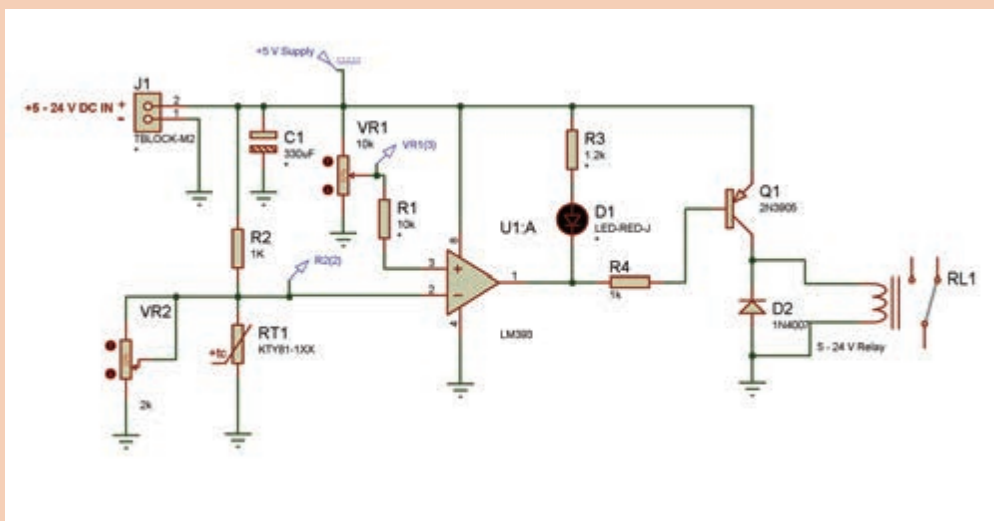 +5 V Supply
J1
+5 - 24 V DC IN
+
-
2
1
TBLOCK-M2
C1
330uF
VR1
10k
VR1(3)
R1
10k
R2
1K
R2(2)
VR2
2k
RT1
KTY81-1XX
+tc
U1:A
8
3
+
2
-
1
4
LM393
R3
1.2k
D1
LED-RED-J
R4
1k
Q1
2N3905
D2
1N4007
RL1
5 - 24 V Relay